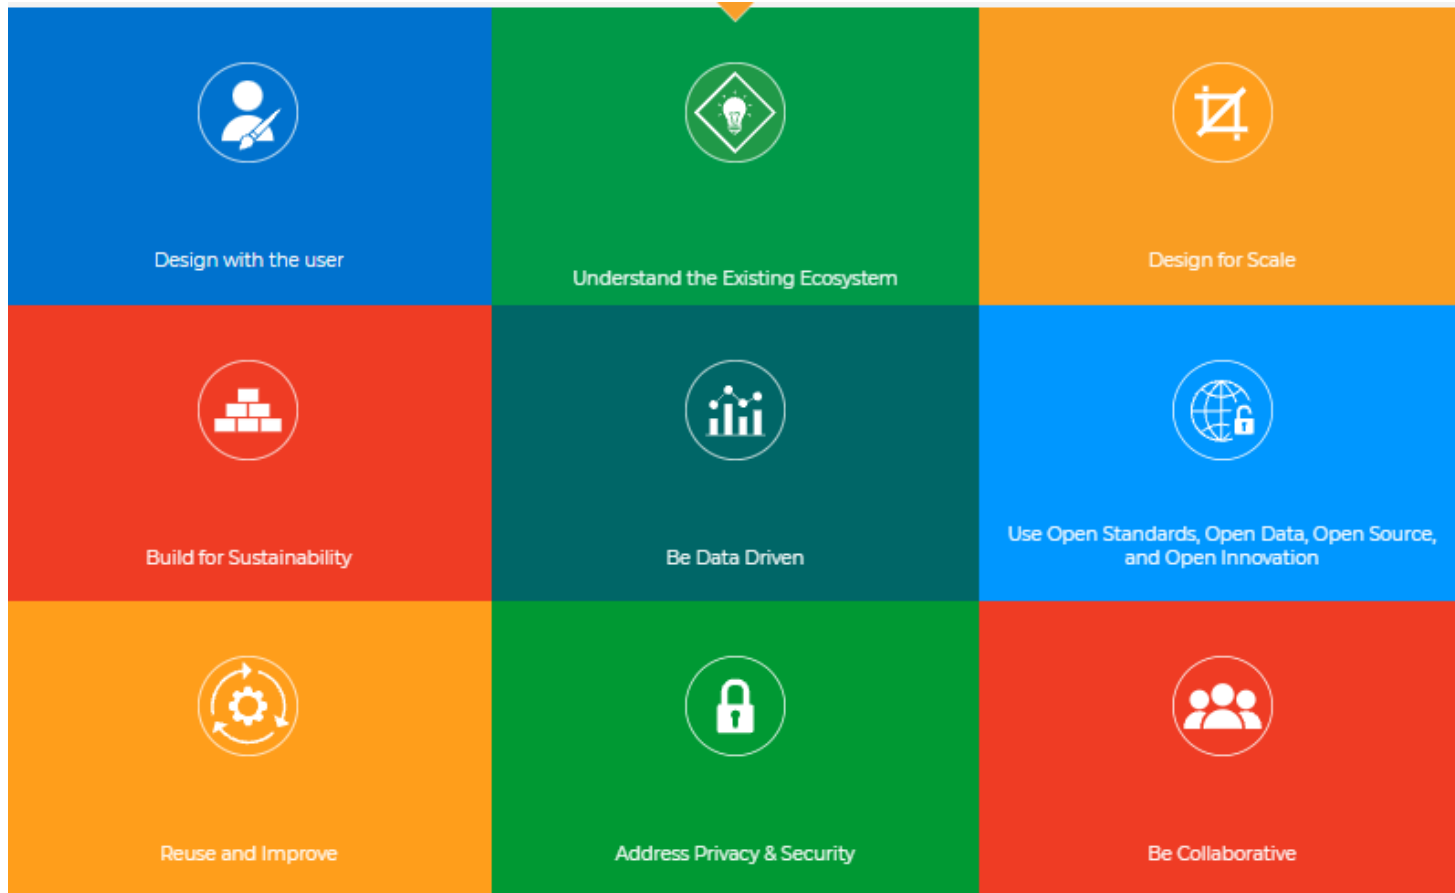 Design with the user
Understand the Existing Ecosystem
Design for Scale
Build for Sustainability
Be Data Driven
Use Open Standards, Open Data, Open Source,
and Open Innovation
Reuse and Improve
Address Privacy & Security
Be Collaborative